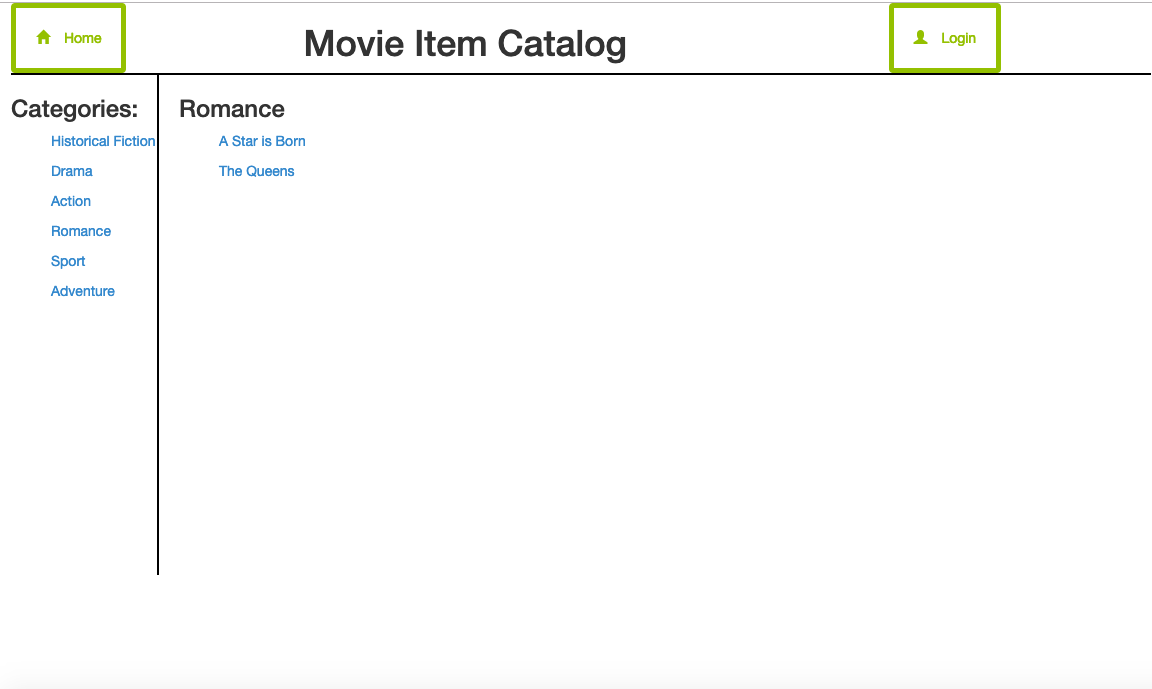 Home
Movie Item Catalog
Login
Categories:
Historical Fiction
Drama
Action
Romance
Sport
Adventure
Romance
A Star is Born
The Queens